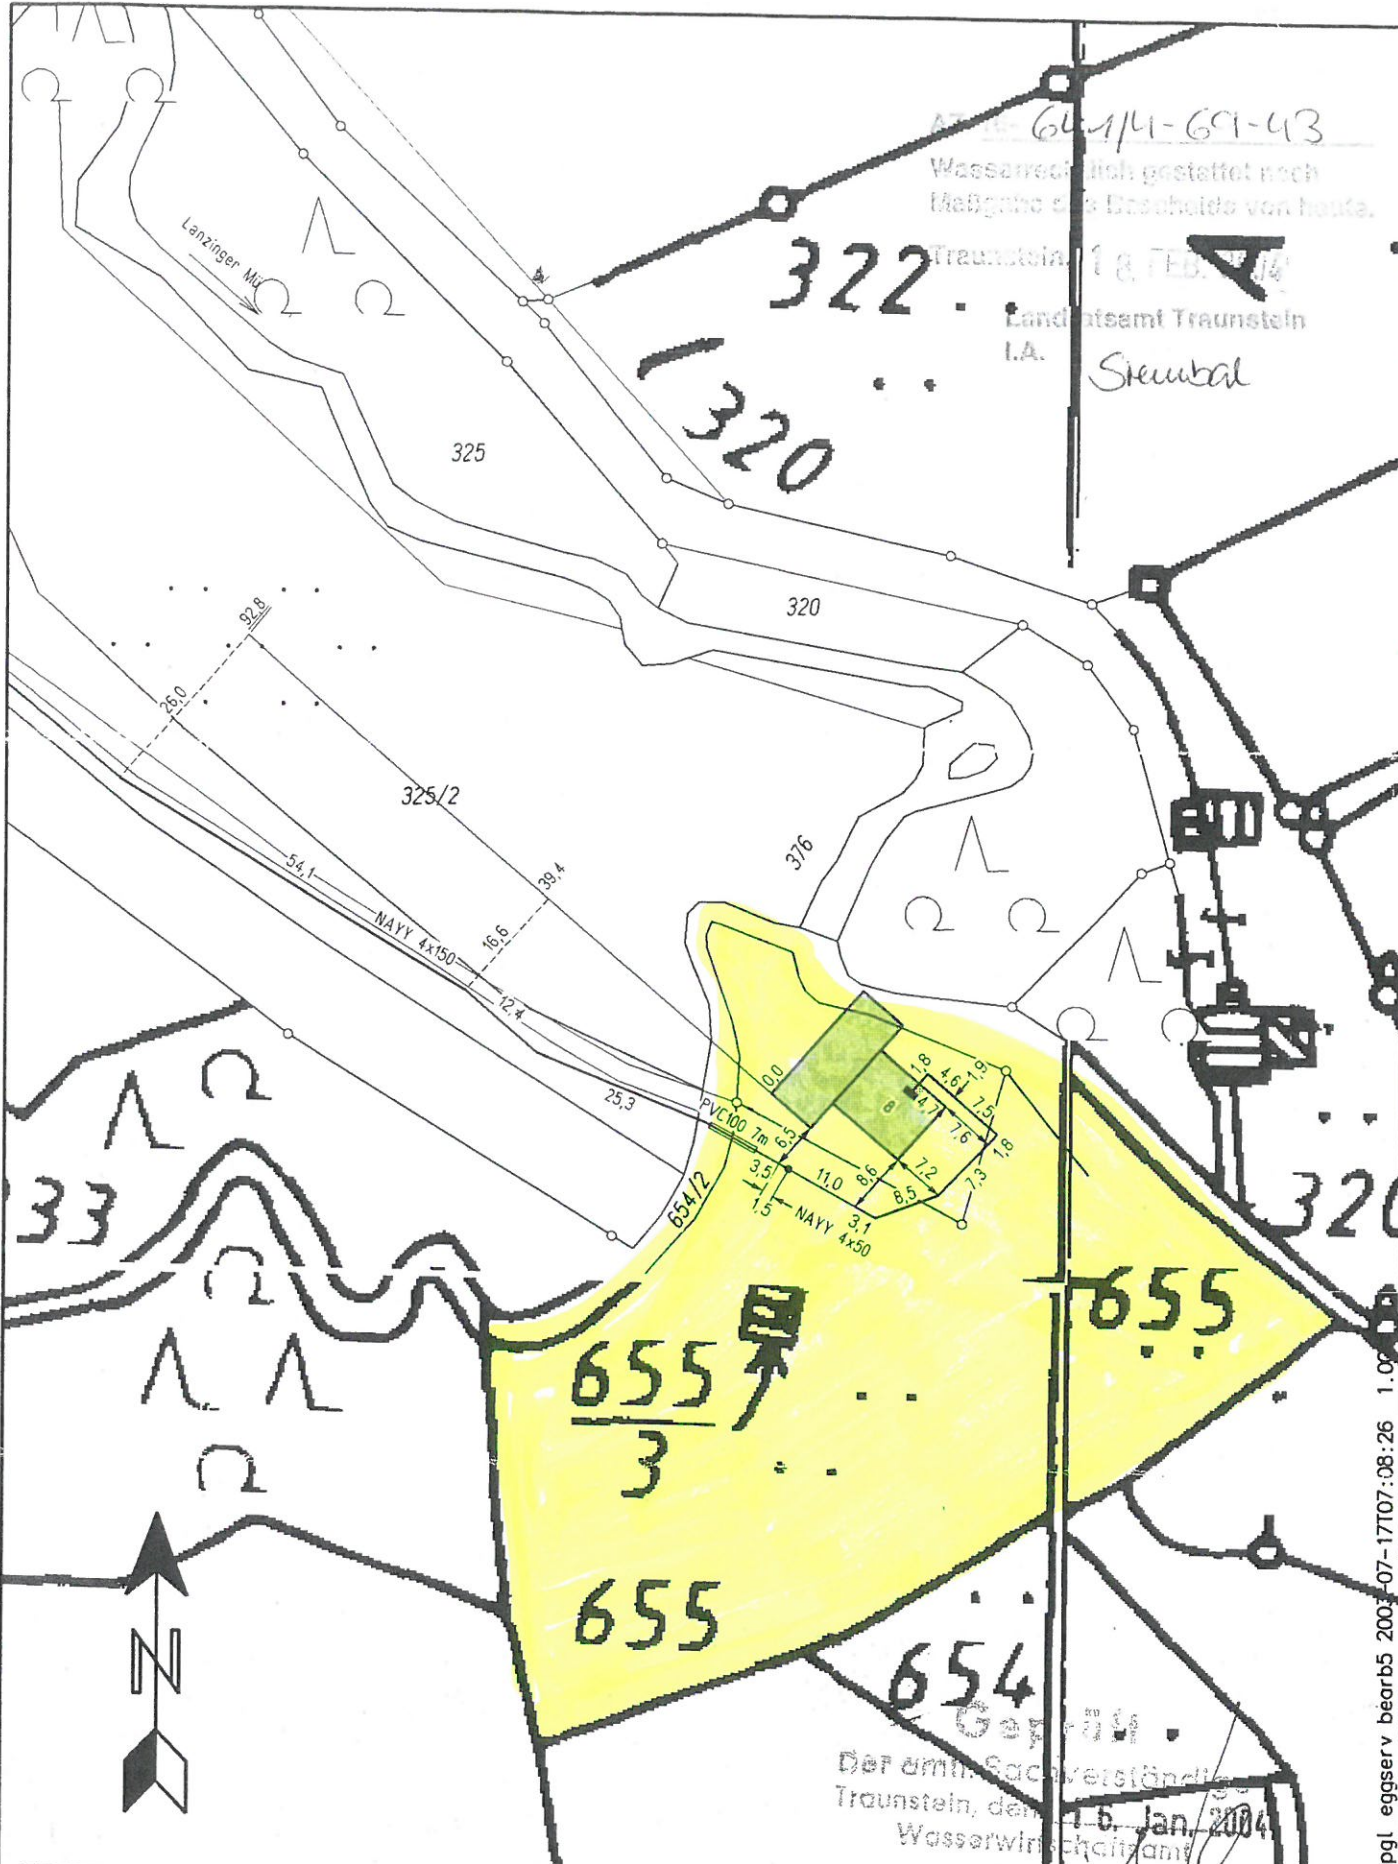 641/4-69-43
Wasserrechtlich gestattet nach
Maßgabe des Bescheids von heute.
Traunstein, FEB.
Landratsamt Traunstein
I.A.
Lanzinger
322
320
325
320
92,8
26,0
325/2
376
54,1
39,4
NAYY 4x150
16,6
12,4
25,3
0,0
PVC100 7m
6,5
3,5
1,5
11,0
NAYY 4x50
8
1,8
4,6
1,9
4,7
7,5
7,6
1,8
7,2
7,3
8,6
8,5
3,1
654/2
33
655
3
655
655
320
654
N
Geprüft
Der amtl. Sachverständige
Traunstein, den 16. Jan. 2004
Wasserwirtschaftsamt
pgl eggserv bearb5 2003-07-17T07:08:26 1.00